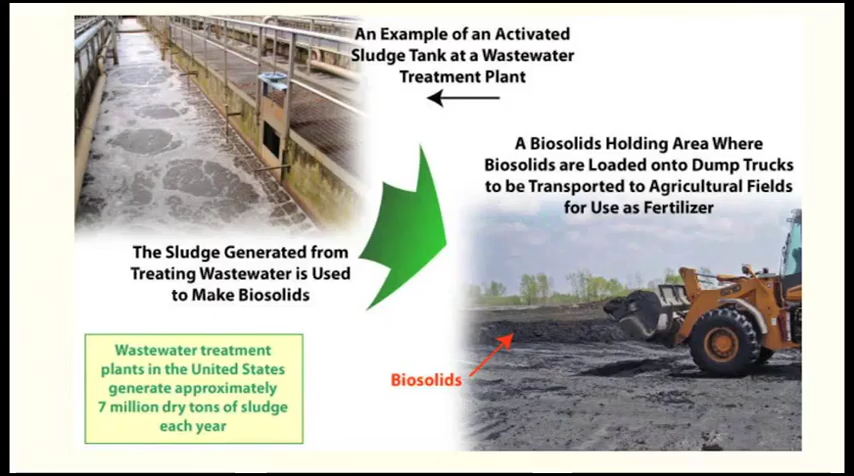 An Example of an Activated
Sludge Tank at a Wastewater
Treatment Plant
A Biosolids Holding Area Where
Biosolids are Loaded onto Dump Trucks
to be Transported to Agricultural Fields
for Use as Fertilizer
The Sludge Generated from
Treating Wastewater is Used
to Make Biosolids
Wastewater treatment
plants in the United States
generate approximately
7 million dry tons of sludge
each year
Biosolids